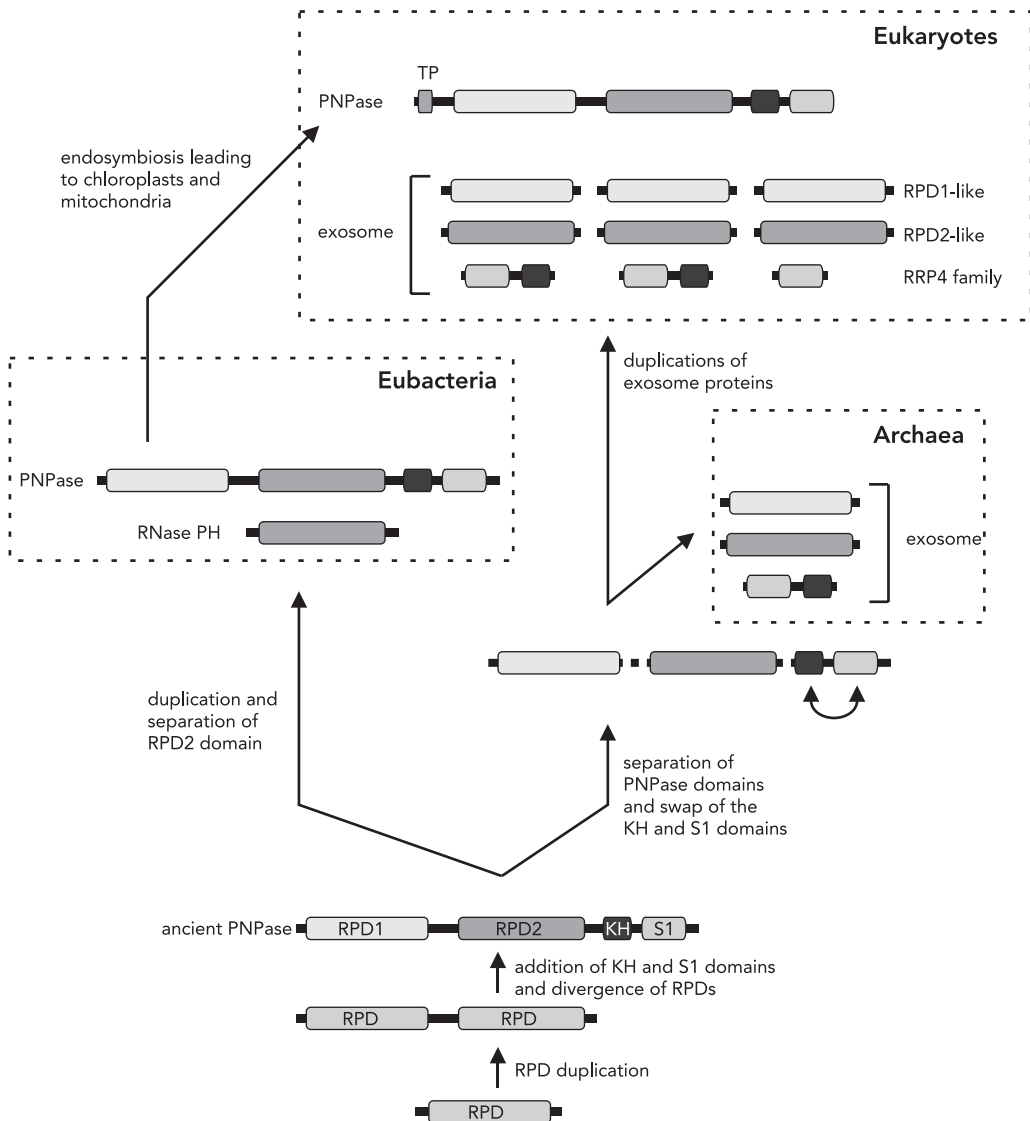 Eukaryotes
TP
PNPase
endosymbiosis leading
to chloroplasts and
mitochondria
RPD1-like
exosome
RPD2-like
RRP4 family
duplications of
exosome proteins
Eubacteria
Archaea
PNPase
RNase PH
exosome
duplication and
separation of
RPD2 domain
separation of
PNPase domains
and swap of the
KH and S1 domains
ancient PNPase
RPD1
RPD2
KH
S1
addition of KH and S1 domains
and divergence of RPDs
RPD
RPD
RPD duplication
RPD